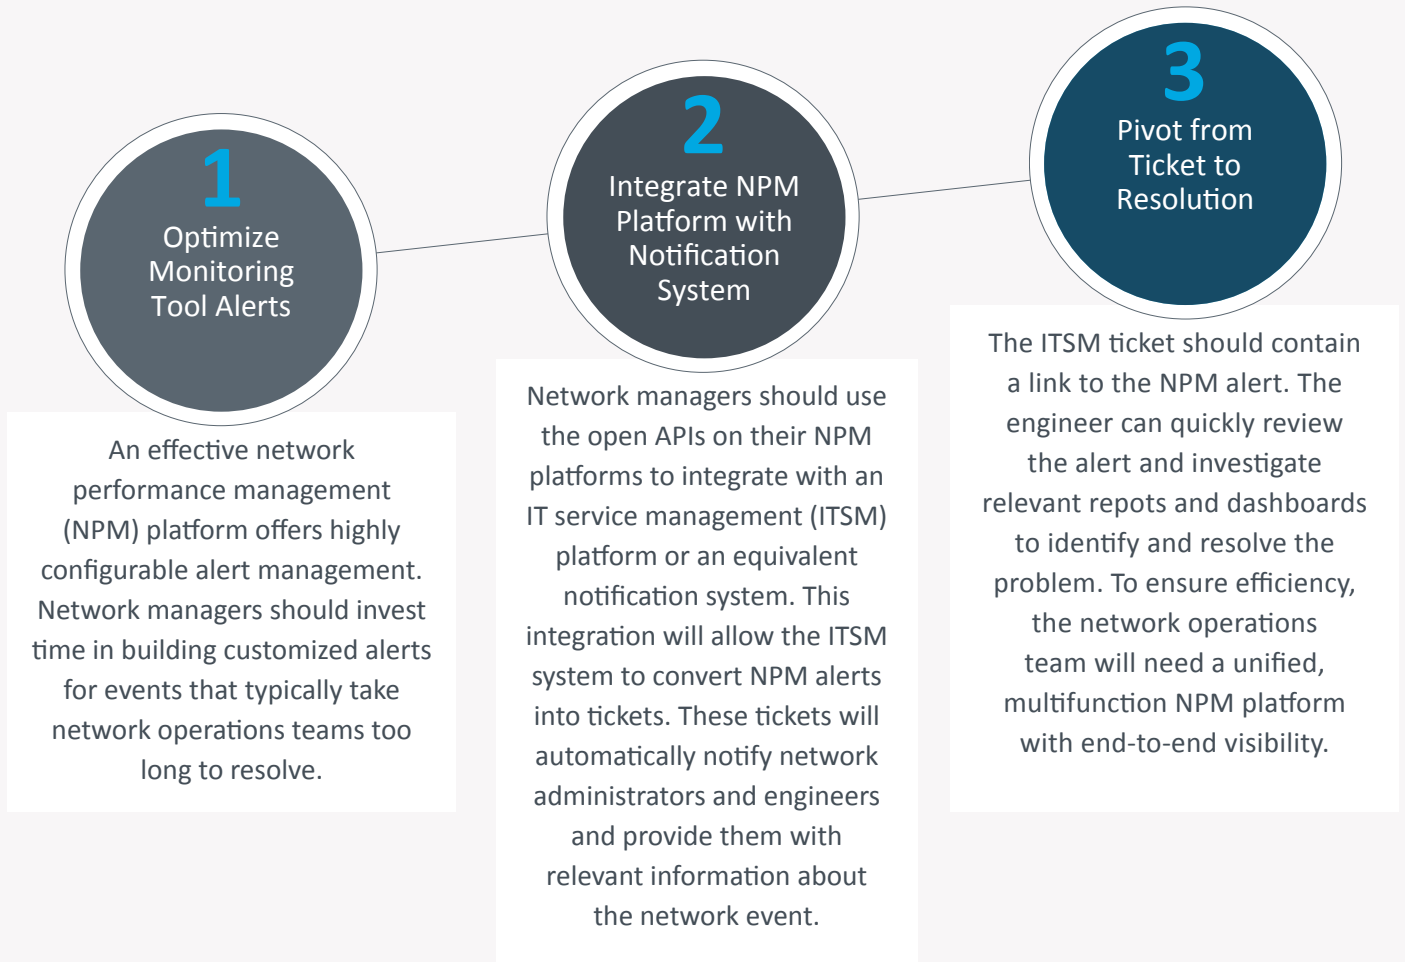 1
Optimize
Monitoring
Tool Alerts
An effective network
performance management
(NPM) platform offers highly
configurable alert management.
Network managers should invest
time in building customized alerts
for events that typically take
network operations teams too
long to resolve.
2
Integrate NPM
Platform with
Notification
System
Network managers should use
the open APIs on their NPM
platforms to integrate with an
IT service management (ITSM)
platform or an equivalent
notification system. This
integration will allow the ITSM
system to convert NPM alerts
into tickets. These tickets will
automatically notify network
administrators and engineers
and provide them with
relevant information about
the network event.
3
Pivot from
Ticket to
Resolution
The ITSM ticket should contain
a link to the NPM alert. The
engineer can quickly review
the alert and investigate
relevant repots and dashboards
to identify and resolve the
problem. To ensure efficiency,
the network operations
team will need a unified,
multifunction NPM platform
with end-to-end visibility.